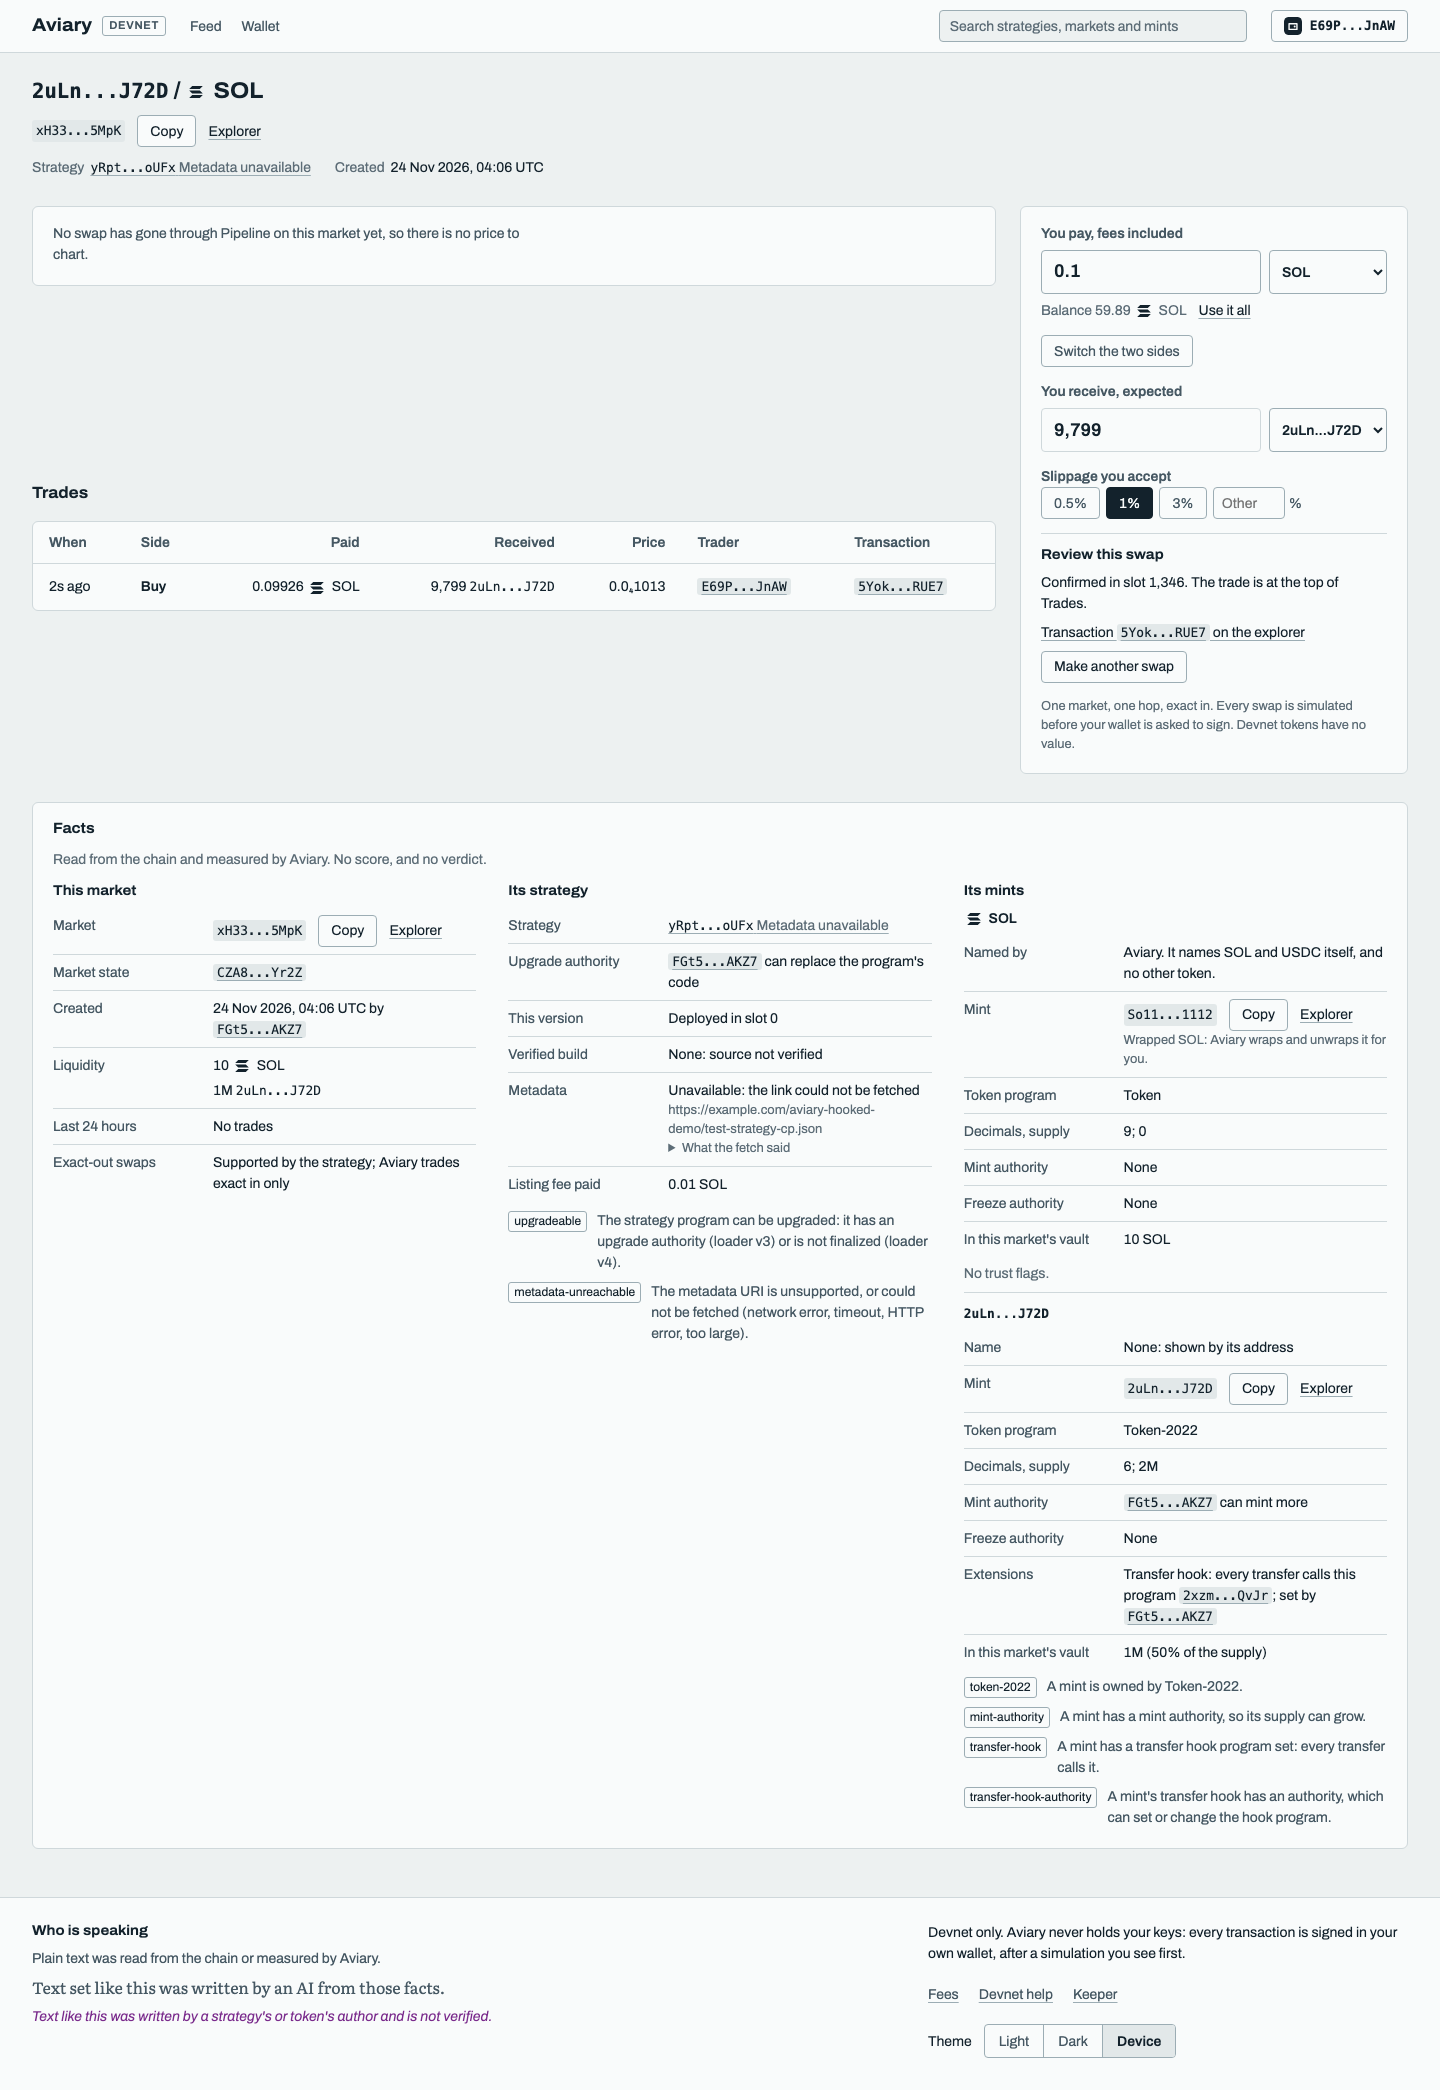 Aviary DEVNET Feed Wallet Search strategies, markets and mints E69P...JnAW
2uLn...J72D / SOL
xH33...5MpK Copy Explorer
Strategy yRpt...oUFx Metadata unavailable Created 24 Nov 2026, 04:06 UTC
No swap has gone through Pipeline on this market yet, so there is no price to
chart.
Trades
When Side Paid Received Price Trader Transaction
2s ago Buy 0.09926 SOL 9,799 2uLn...J72D 0.0₄1013 E69P...JnAW 5Yok...RUE7
You pay, fees included
0.1 SOL
Balance 59.89 SOL Use it all
Switch the two sides
You receive, expected
9,799 2uLn...J72D
Slippage you accept
0.5% 1% 3% Other %
Review this swap
Confirmed in slot 1,346. The trade is at the top of
Trades.
Transaction 5Yok...RUE7 on the explorer
Make another swap
One market, one hop, exact in. Every swap is simulated
before your wallet is asked to sign. Devnet tokens have no
value.
Facts
Read from the chain and measured by Aviary. No score, and no verdict.
This market
Market xH33...5MpK Copy Explorer
Market state CZA8...Yr2Z
Created 24 Nov 2026, 04:06 UTC by
FGt5...AKZ7
Liquidity 10 SOL
1M 2uLn...J72D
Last 24 hours No trades
Exact-out swaps Supported by the strategy; Aviary trades
exact in only
Its strategy
Strategy yRpt...oUFx Metadata unavailable
Upgrade authority FGt5...AKZ7 can replace the program's
code
This version Deployed in slot 0
Verified build None: source not verified
Metadata Unavailable: the link could not be fetched
https://example.com/aviary-hooked-
demo/test-strategy-cp.json
What the fetch said
Listing fee paid 0.01 SOL
upgradeable The strategy program can be upgraded: it has an
upgrade authority (loader v3) or is not finalized (loader
v4).
metadata-unreachable The metadata URI is unsupported, or could
not be fetched (network error, timeout, HTTP
error, too large).
Its mints
SOL
Named by Aviary. It names SOL and USDC itself, and
no other token.
Mint So11...1112 Copy Explorer
Wrapped SOL: Aviary wraps and unwraps it for
you.
Token program Token
Decimals, supply 9; 0
Mint authority None
Freeze authority None
In this market's vault 10 SOL
No trust flags.
2uLn...J72D
Name None: shown by its address
Mint 2uLn...J72D Copy Explorer
Token program Token-2022
Decimals, supply 6; 2M
Mint authority FGt5...AKZ7 can mint more
Freeze authority None
Extensions Transfer hook: every transfer calls this
program 2xzm...QvJr; set by
FGt5...AKZ7
In this market's vault 1M (50% of the supply)
token-2022 A mint is owned by Token-2022.
mint-authority A mint has a mint authority, so its supply can grow.
transfer-hook A mint has a transfer hook program set: every transfer
calls it.
transfer-hook-authority A mint's transfer hook has an authority, which
can set or change the hook program.
Who is speaking
Plain text was read from the chain or measured by Aviary.
Text set like this was written by an AI from those facts.
Text like this was written by a strategy's or token's author and is not verified.
Devnet only. Aviary never holds your keys: every transaction is signed in your
own wallet, after a simulation you see first.
Fees Devnet help Keeper
Theme Light Dark Device